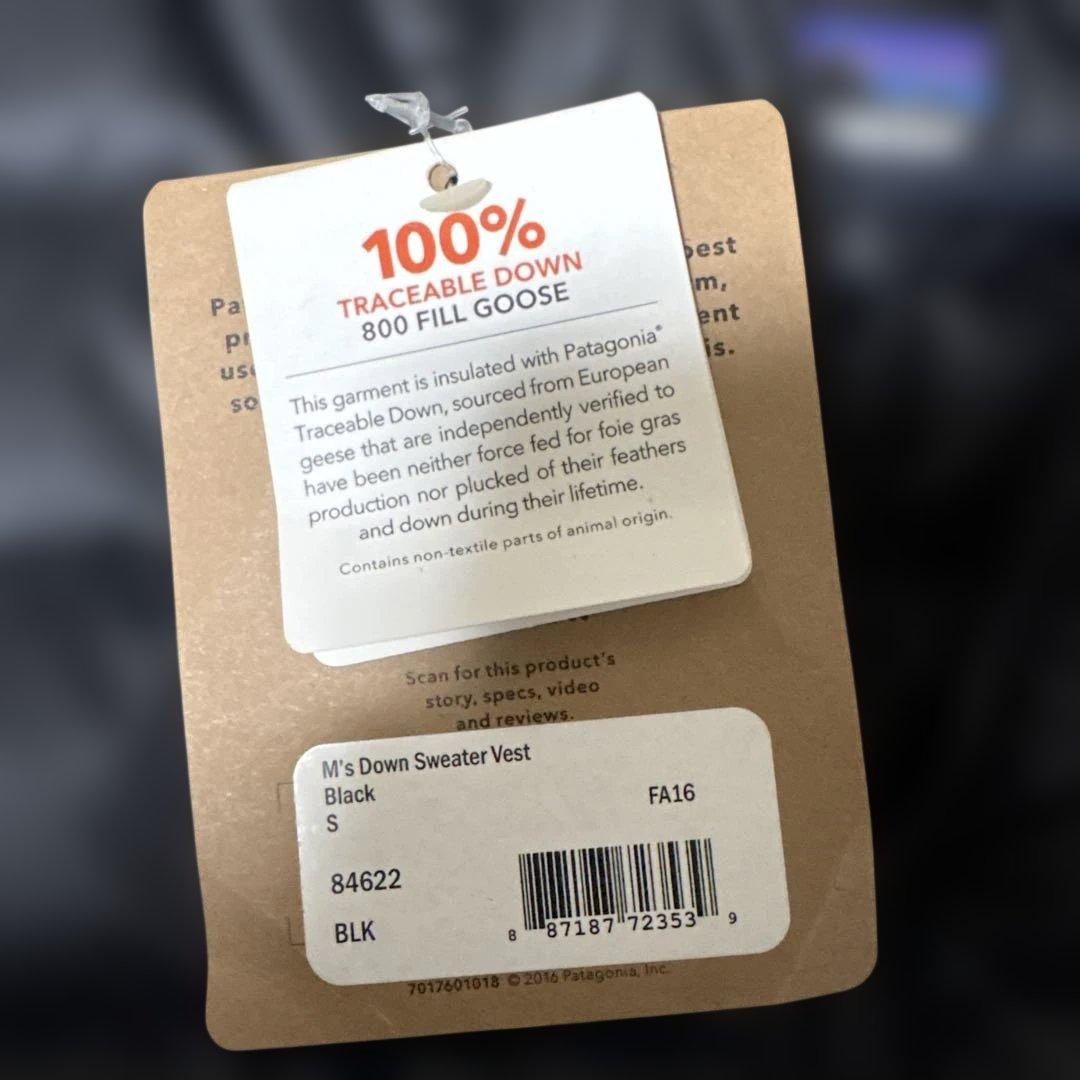 100%
TRACEABLE DOWN
800 FILL GOOSE
This garment is insulated with Patagonia®
Traceable Down, sourced from European
geese that are independently verified to
have been neither force fed for foie gras
production nor plucked of their feathers
and down during their lifetime.
Contains non-textile parts of animal origin.
Scan for this product's
story, specs, video
and reviews.
M's Down Sweater Vest
Black FA16
S
84622
BLK
8 87187 72353 9
7017601018 © 2016 Patagonia, Inc.